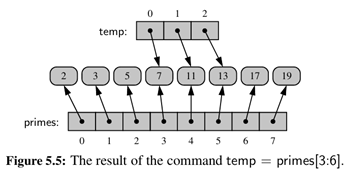 0 1 2
temp:
2 3 5 7 11 13 17 19
primes:
0 1 2 3 4 5 6 7
Figure 5.5: The result of the command temp = primes[3:6].